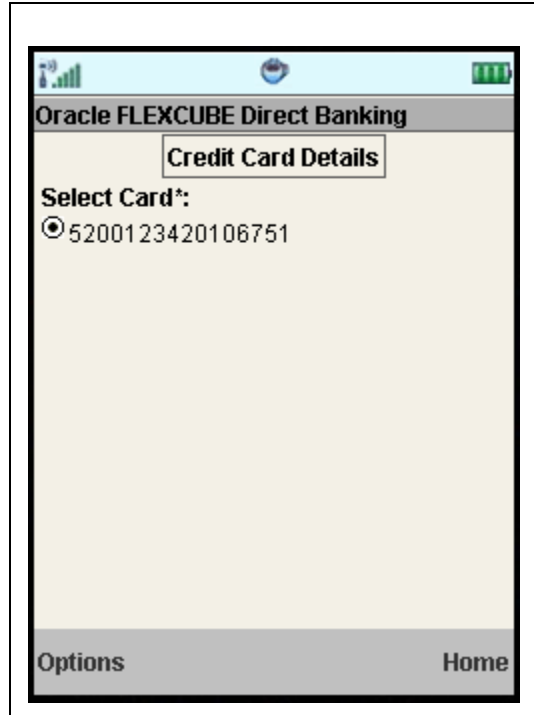 Oracle FLEXCUBE Direct Banking
Credit Card Details
Select Card*:
5200123420106751
Options Home